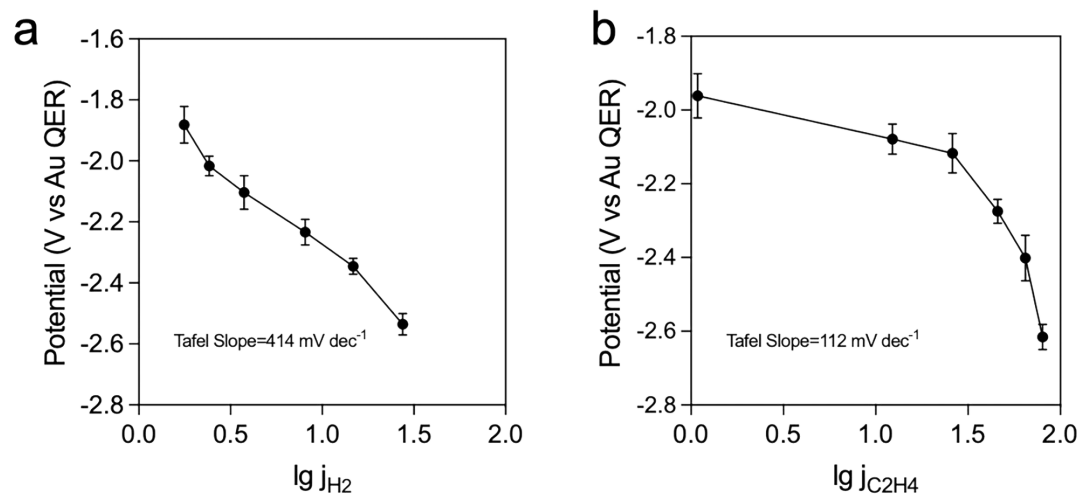 a
Potential (V vs Au QER)
-1.6
-1.8
-2.0
-2.2
-2.4
-2.6
-2.8
Tafel Slope=414 mV dec⁻¹
0.0 0.5 1.0 1.5 2.0
lg jH2
b
Potential (V vs Au QER)
-1.8
-2.0
-2.2
-2.4
-2.6
-2.8
Tafel Slope=112 mV dec⁻¹
0.0 0.5 1.0 1.5 2.0
lg jC2H4